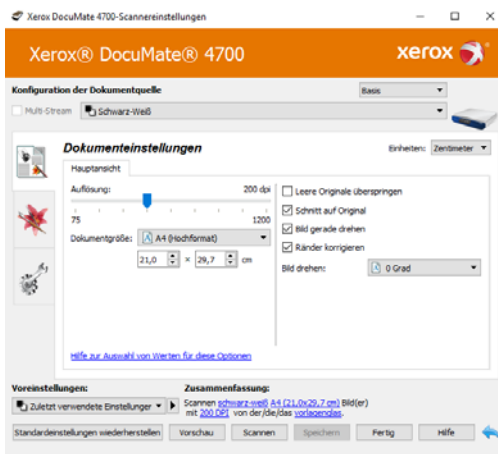 Xerox DocuMate 4700-Scannereinstellungen
Xerox® DocuMate® 4700
xerox
Konfiguration der Dokumentquelle
Basis
Multi-Stream
Schwarz-Weiß
Dokumenteinstellungen
Einheiten: Zentimeter
Hauptansicht
Auflösung: 200 dpi
75 1200
Dokumentgröße: A4 (Hochformat)
21,0 × 29,7 cm
Leere Originale überspringen
Schnitt auf Original
Bild gerade drehen
Ränder korrigieren
Bild drehen: 0 Grad
Hilfe zur Auswahl von Werten für diese Optionen
Voreinstellungen:
Zuletzt verwendete Einstellunger
Zusammenfassung:
Scannen schwarz-weiß A4 (21,0x29,7 cm) Bild(er)
mit 200 DPI von der/die/das vorlagenglas.
Standardeinstellungen wiederherstellen Vorschau Scannen Speichern Fertig Hilfe